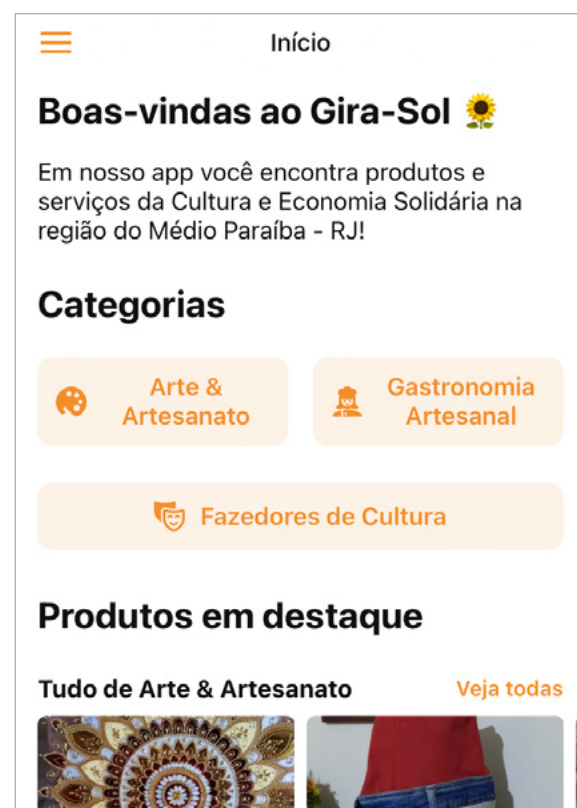 Início
Boas-vindas ao Gira-Sol 🌻
Em nosso app você encontra produtos e
serviços da Cultura e Economia Solidária na
região do Médio Paraíba - RJ!
Categorias
Arte &
Artesanato
Gastronomia
Artesanal
Fazedores de Cultura
Produtos em destaque
Tudo de Arte & Artesanato
Veja todas